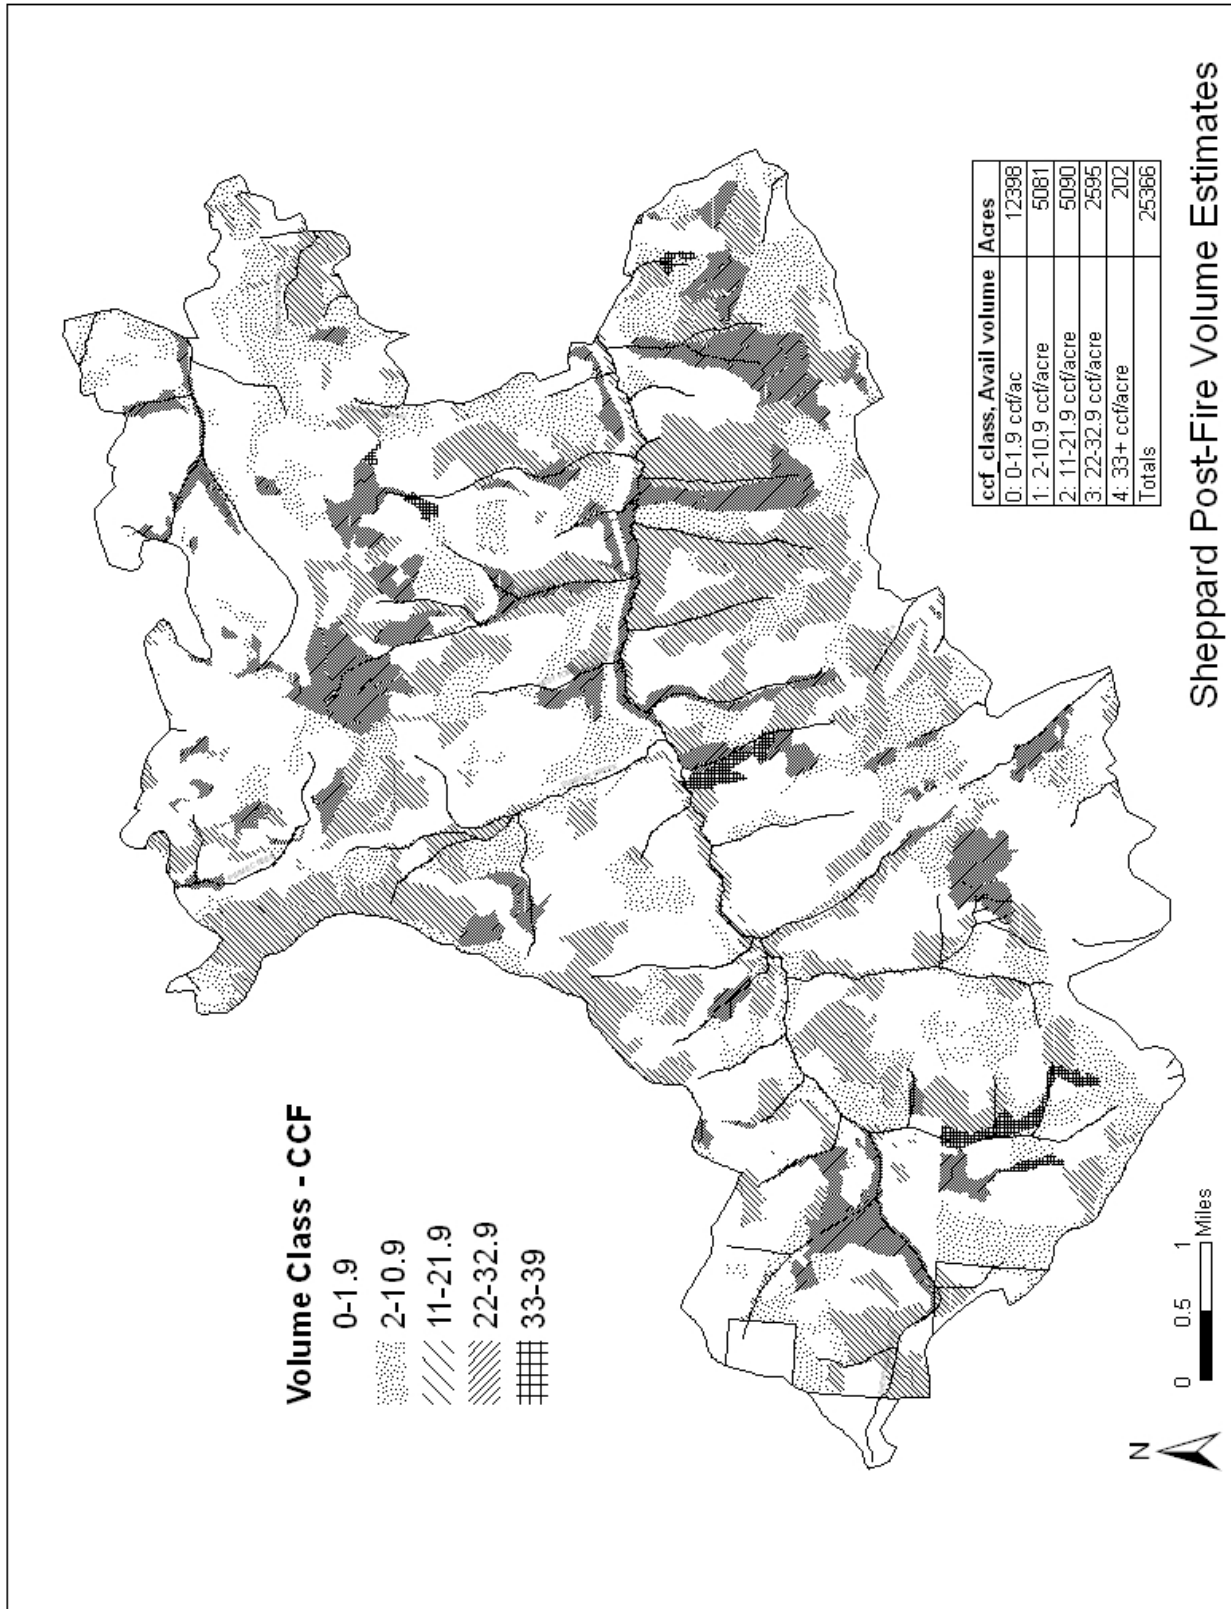 Volume Class - CCF
0-1.9
2-10.9
11-21.9
22-32.9
33-39
ccf_class, Avail volume Acres
0: 0-1.9 ccf/ac 12398
1: 2-10.9 ccf/acre 5081
2: 11-21.9 ccf/acre 5090
3: 22-32.9 ccf/acre 2595
4: 33+ ccf/acre 202
Totals 25366
N
0 0.5 1
Miles
Sheppard Post-Fire Volume Estimates